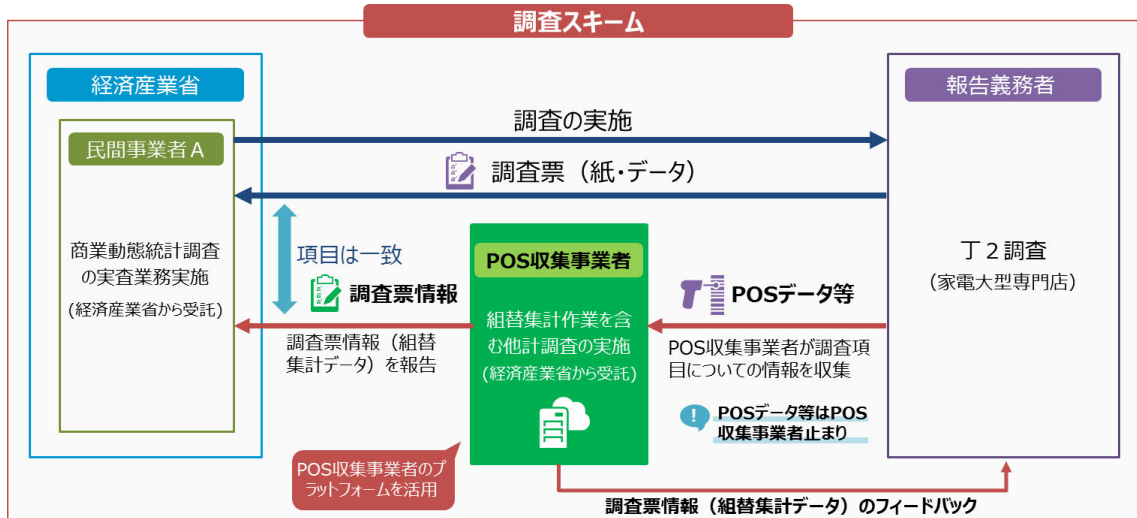 調査スキーム
経済産業省
民間事業者A
商業動態統計調査
の実査業務実施
(経済産業省から受託)
報告義務者
丁2調査
(家電大型専門店)
調査の実施
調査票（紙・データ）
項目は一致
調査票情報
調査票情報（組替
集計データ）を報告
POS収集事業者
組替集計作業を含
む他計調査の実施
(経済産業省から受託)
POS収集事業者のプ
ラットフォームを活用
POSデータ等
POS収集事業者が調査項
目についての情報を収集
!
POSデータ等はPOS
収集事業者止まり
調査票情報（組替集計データ）のフィードバック